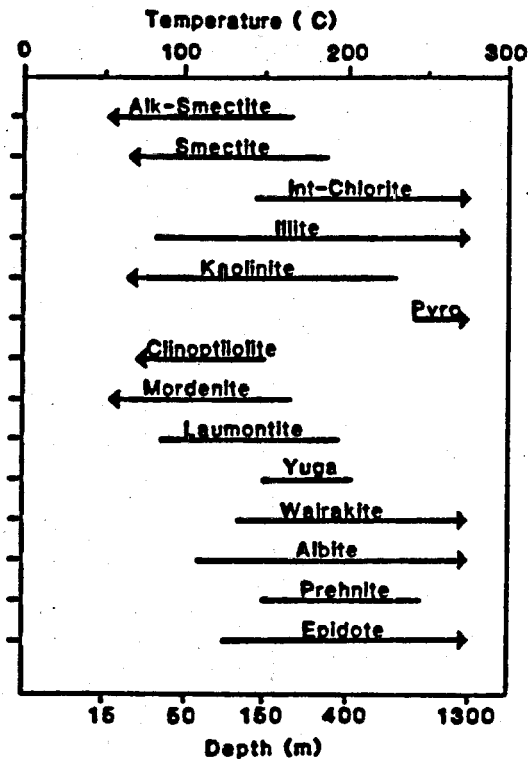 Temperature ( C)
0 100 200 300
Alk-Smectite
Smectite
Int-Chlorite
Illite
Kaolinite
Pyro
Clinoptilolite
Mordenite
Laumontite
Yuga
Wairakite
Albite
Prehnite
Epidote
15 50 150 400 1300
Depth (m)